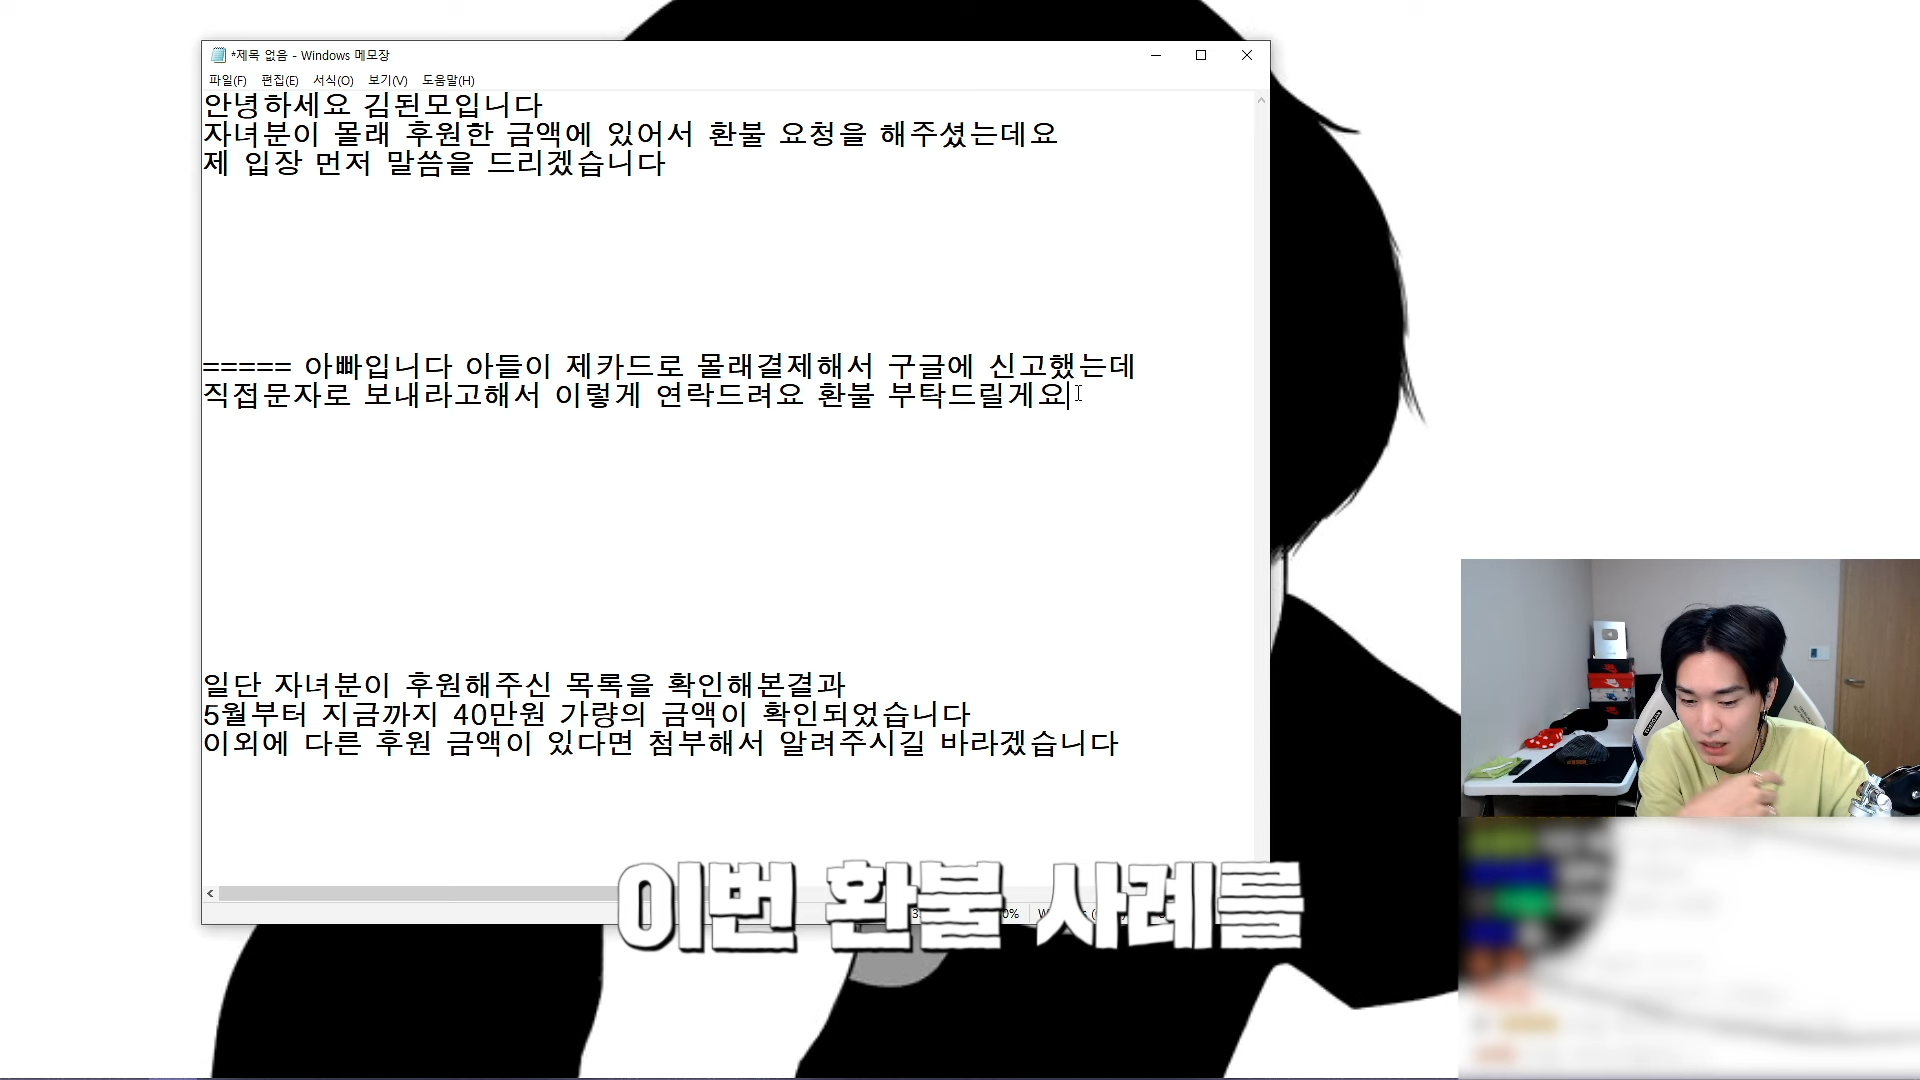 *제목 없음 - Windows 메모장
파일(F) 편집(E) 서식(O) 보기(V) 도움말(H)
안녕하세요 김된모입니다
자녀분이 몰래 후원한 금액에 있어서 환불 요청을 해주셨는데요
제 입장 먼저 말씀을 드리겠습니다
===== 아빠입니다 아들이 제카드로 몰래결제해서 구글에 신고했는데
직접문자로 보내라고해서 이렇게 연락드려요 환불 부탁드릴게요
일단 자녀분이 후원해주신 목록을 확인해본결과
5월부터 지금까지 40만원 가량의 금액이 확인되었습니다
이외에 다른 후원 금액이 있다면 첨부해서 알려주시길 바라겠습니다
이번 환불 사례를